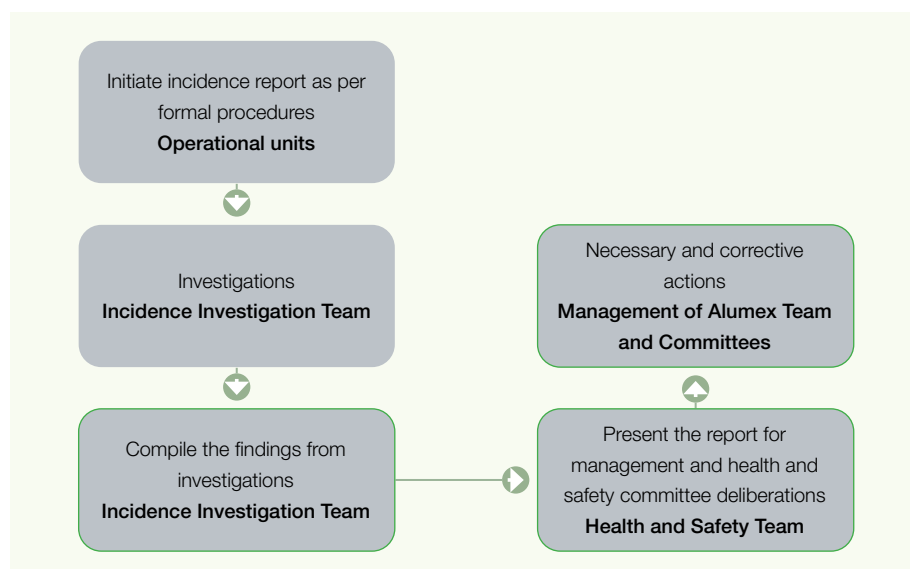 Initiate incidence report as per
formal procedures
Operational units
Investigations
Incidence Investigation Team
Compile the findings from
investigations
Incidence Investigation Team
Present the report for
management and health and
safety committee deliberations
Health and Safety Team
Necessary and corrective
actions
Management of Alumex Team
and Committees